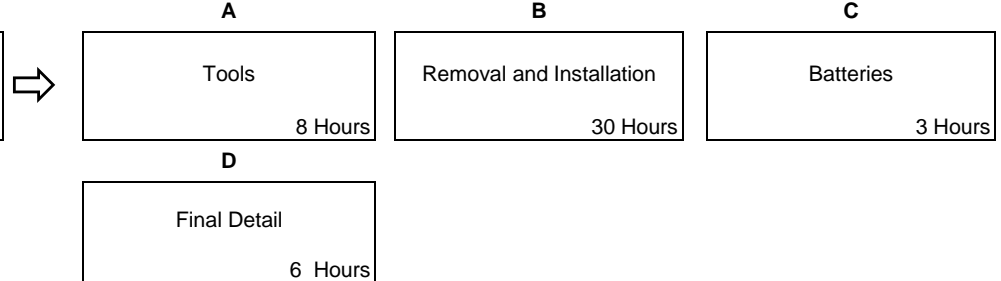 A B C
Tools Removal and Installation Batteries
8 Hours 30 Hours 3 Hours
D
Final Detail
6 Hours